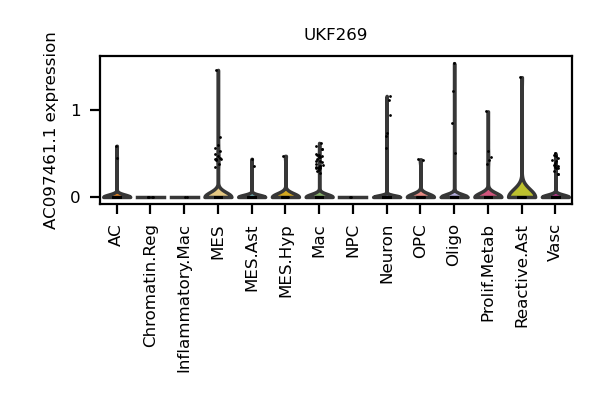 UKF269
AC097461.1 expression
1
0
AC
Chromatin.Reg
Inflammatory.Mac
MES
MES.Ast
MES.Hyp
Mac
NPC
Neuron
OPC
Oligo
Prolif.Metab
Reactive.Ast
Vasc